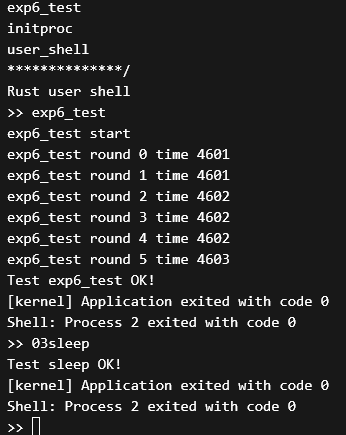 exp6_test
initproc
user_shell
**************/
Rust user shell
>> exp6_test
exp6_test start
exp6_test round 0 time 4601
exp6_test round 1 time 4601
exp6_test round 2 time 4602
exp6_test round 3 time 4602
exp6_test round 4 time 4602
exp6_test round 5 time 4603
Test exp6_test OK!
[kernel] Application exited with code 0
Shell: Process 2 exited with code 0
>> 03sleep
Test sleep OK!
[kernel] Application exited with code 0
Shell: Process 2 exited with code 0
>>